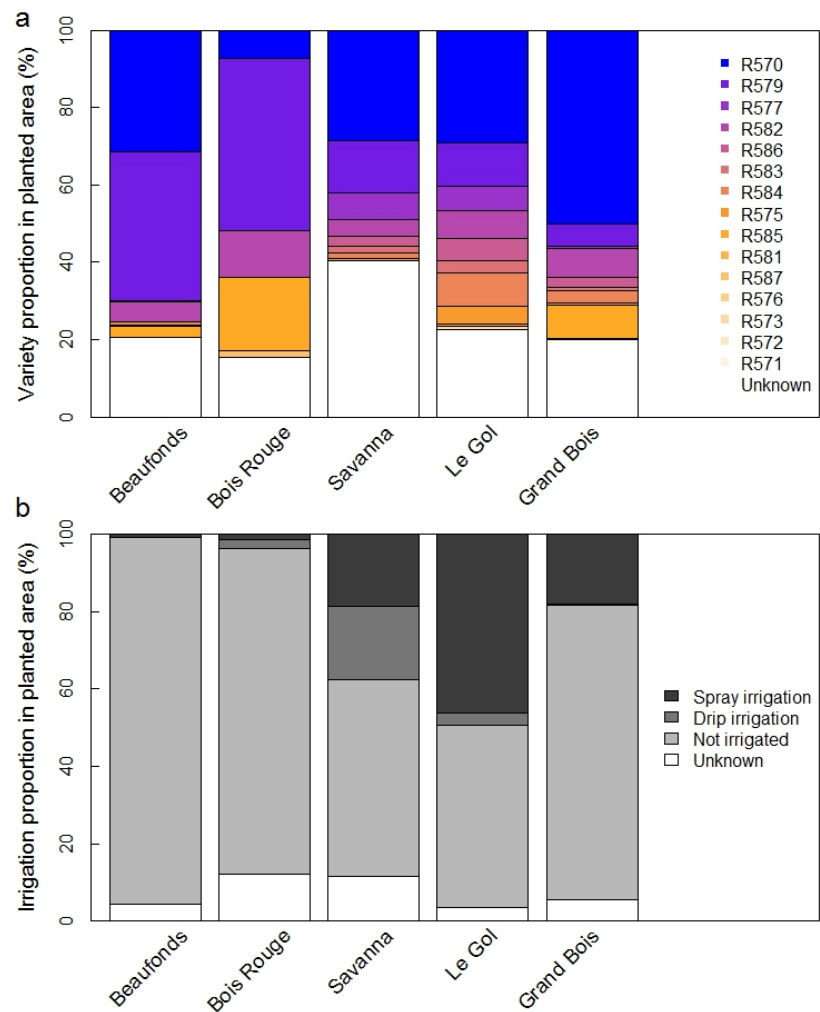 a
Variety proportion in planted area (%)
100
80
60
40
20
0
R570
R579
R577
R582
R586
R583
R584
R575
R585
R581
R587
R576
R573
R572
R571
Unknown
Beaufonds
Bois Rouge
Savanna
Le Gol
Grand Bois
b
Irrigation proportion in planted area (%)
100
80
60
40
20
0
Spray irrigation
Drip irrigation
Not irrigated
Unknown
Beaufonds
Bois Rouge
Savanna
Le Gol
Grand Bois